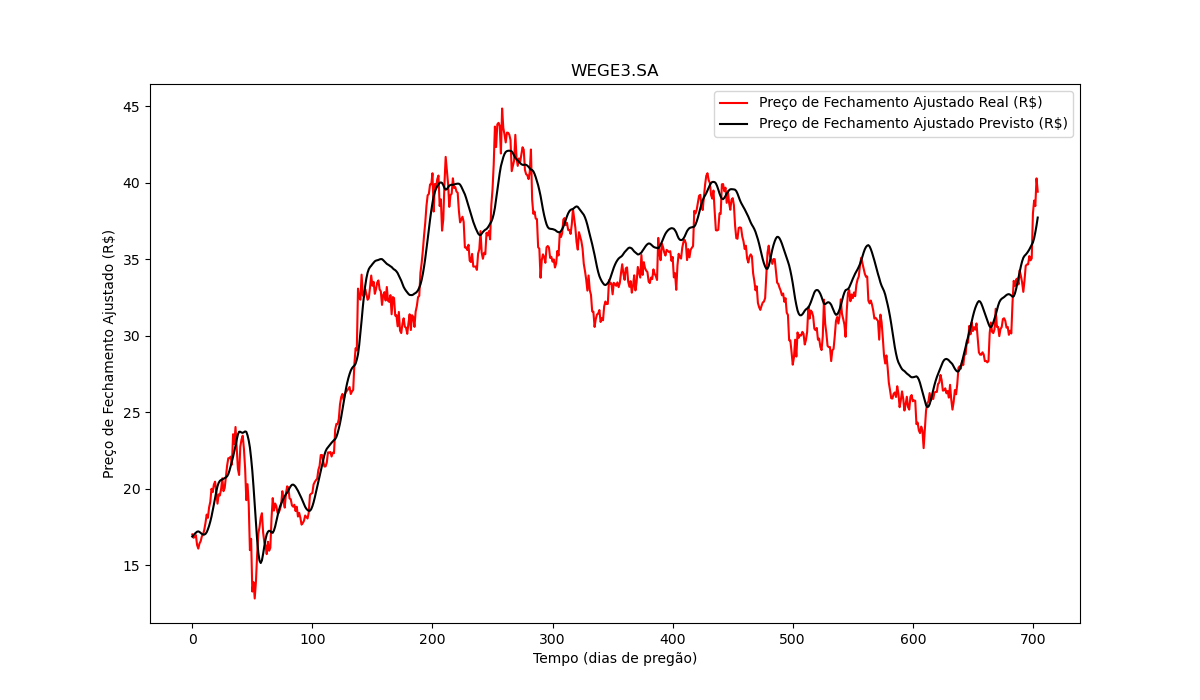 WEGE3.SA
Preço de Fechamento Ajustado Real (R$)
Preço de Fechamento Ajustado Previsto (R$)
Preço de Fechamento Ajustado (R$)
45
40
35
30
25
20
15
0 100 200 300 400 500 600 700
Tempo (dias de pregão)